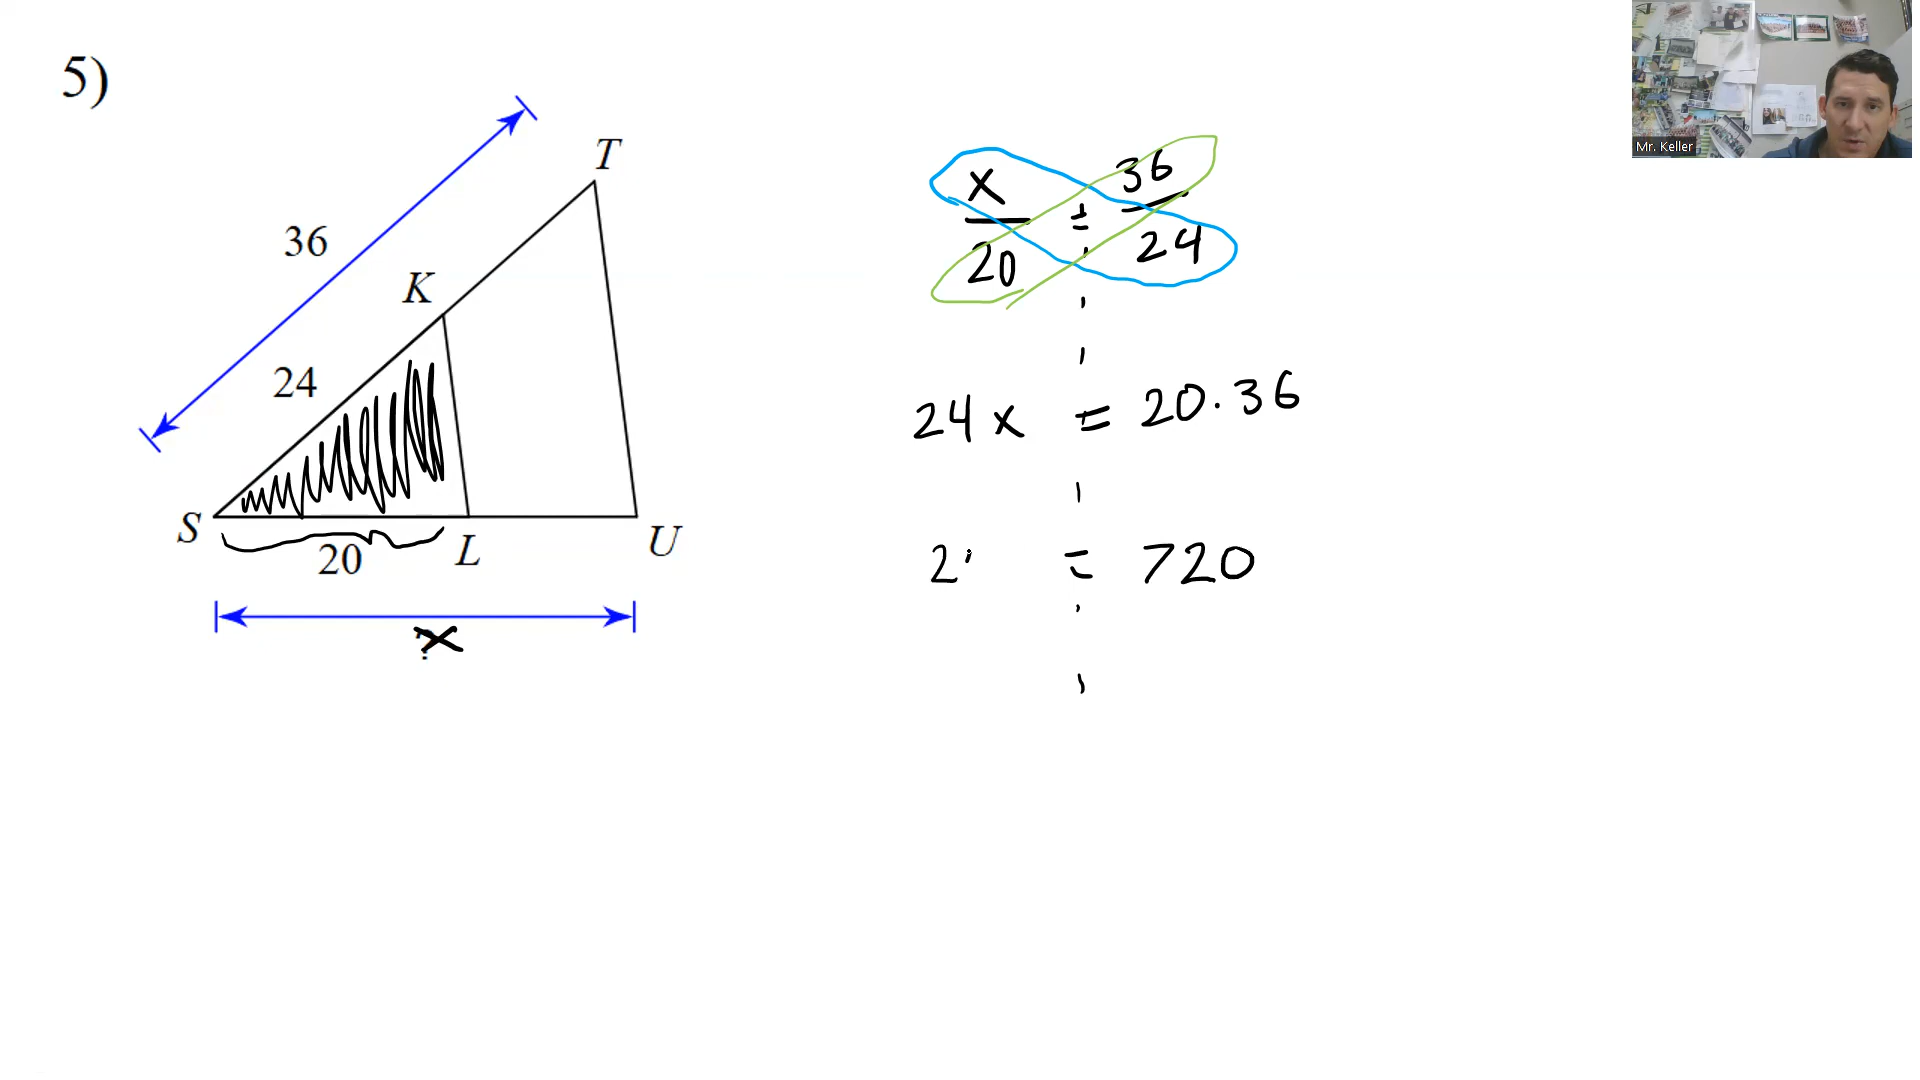 5)
T
36
K
24
S
20
L
U
x
x/20 = 36/24
24x = 20·36
2 = 720
Mr. Keller